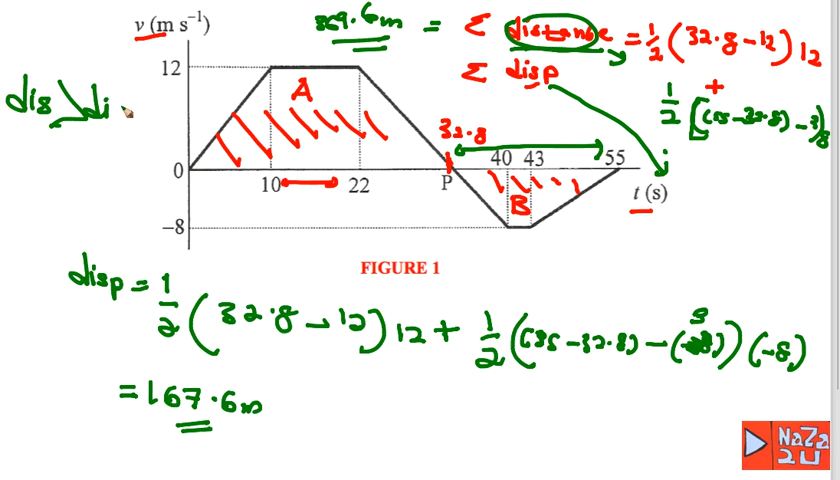 v (m s⁻¹)
369.6m = Σ distance = 1/2 (32.8 - 12) 12
Σ disp
+
1/2 [(55 - 32.8) - 3] 8
dis > di
12
A
32.8
0
10
22
P
40
43
55
t (s)
B
-8
FIGURE 1
disp = 1/2 (32.8 - 12) 12 + 1/2 ((55 - 32.8) - (3)) (-8)
= 167.6m
NaZa
2U